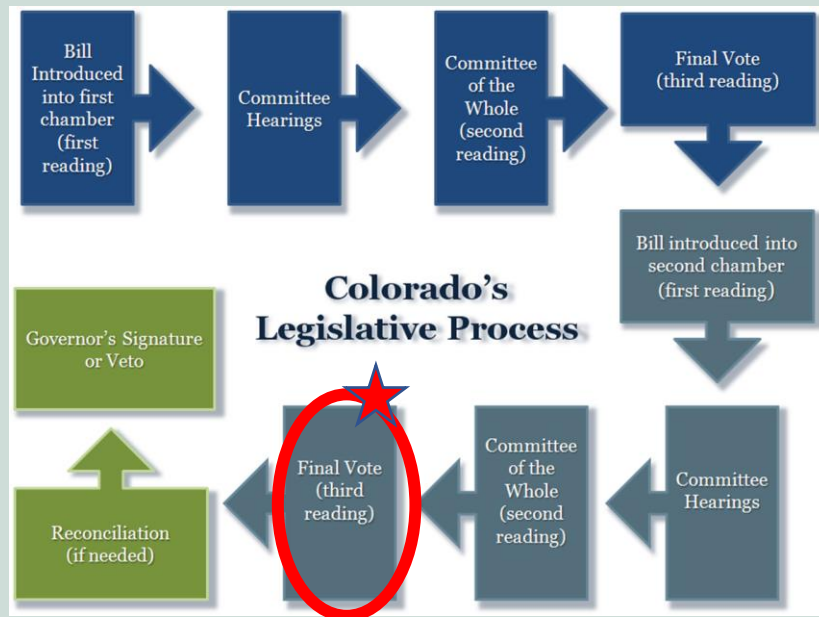 Bill
Introduced
into first
chamber
(first
reading)
Committee
Hearings
Committee
of the
Whole
(second
reading)
Final Vote
(third reading)
Bill introduced into
second chamber
(first reading)
Colorado's
Legislative Process
Committee
Hearings
Committee
of the
Whole
(second
reading)
Final Vote
(third
reading)
Reconciliation
(if needed)
Governor's Signature
or Veto